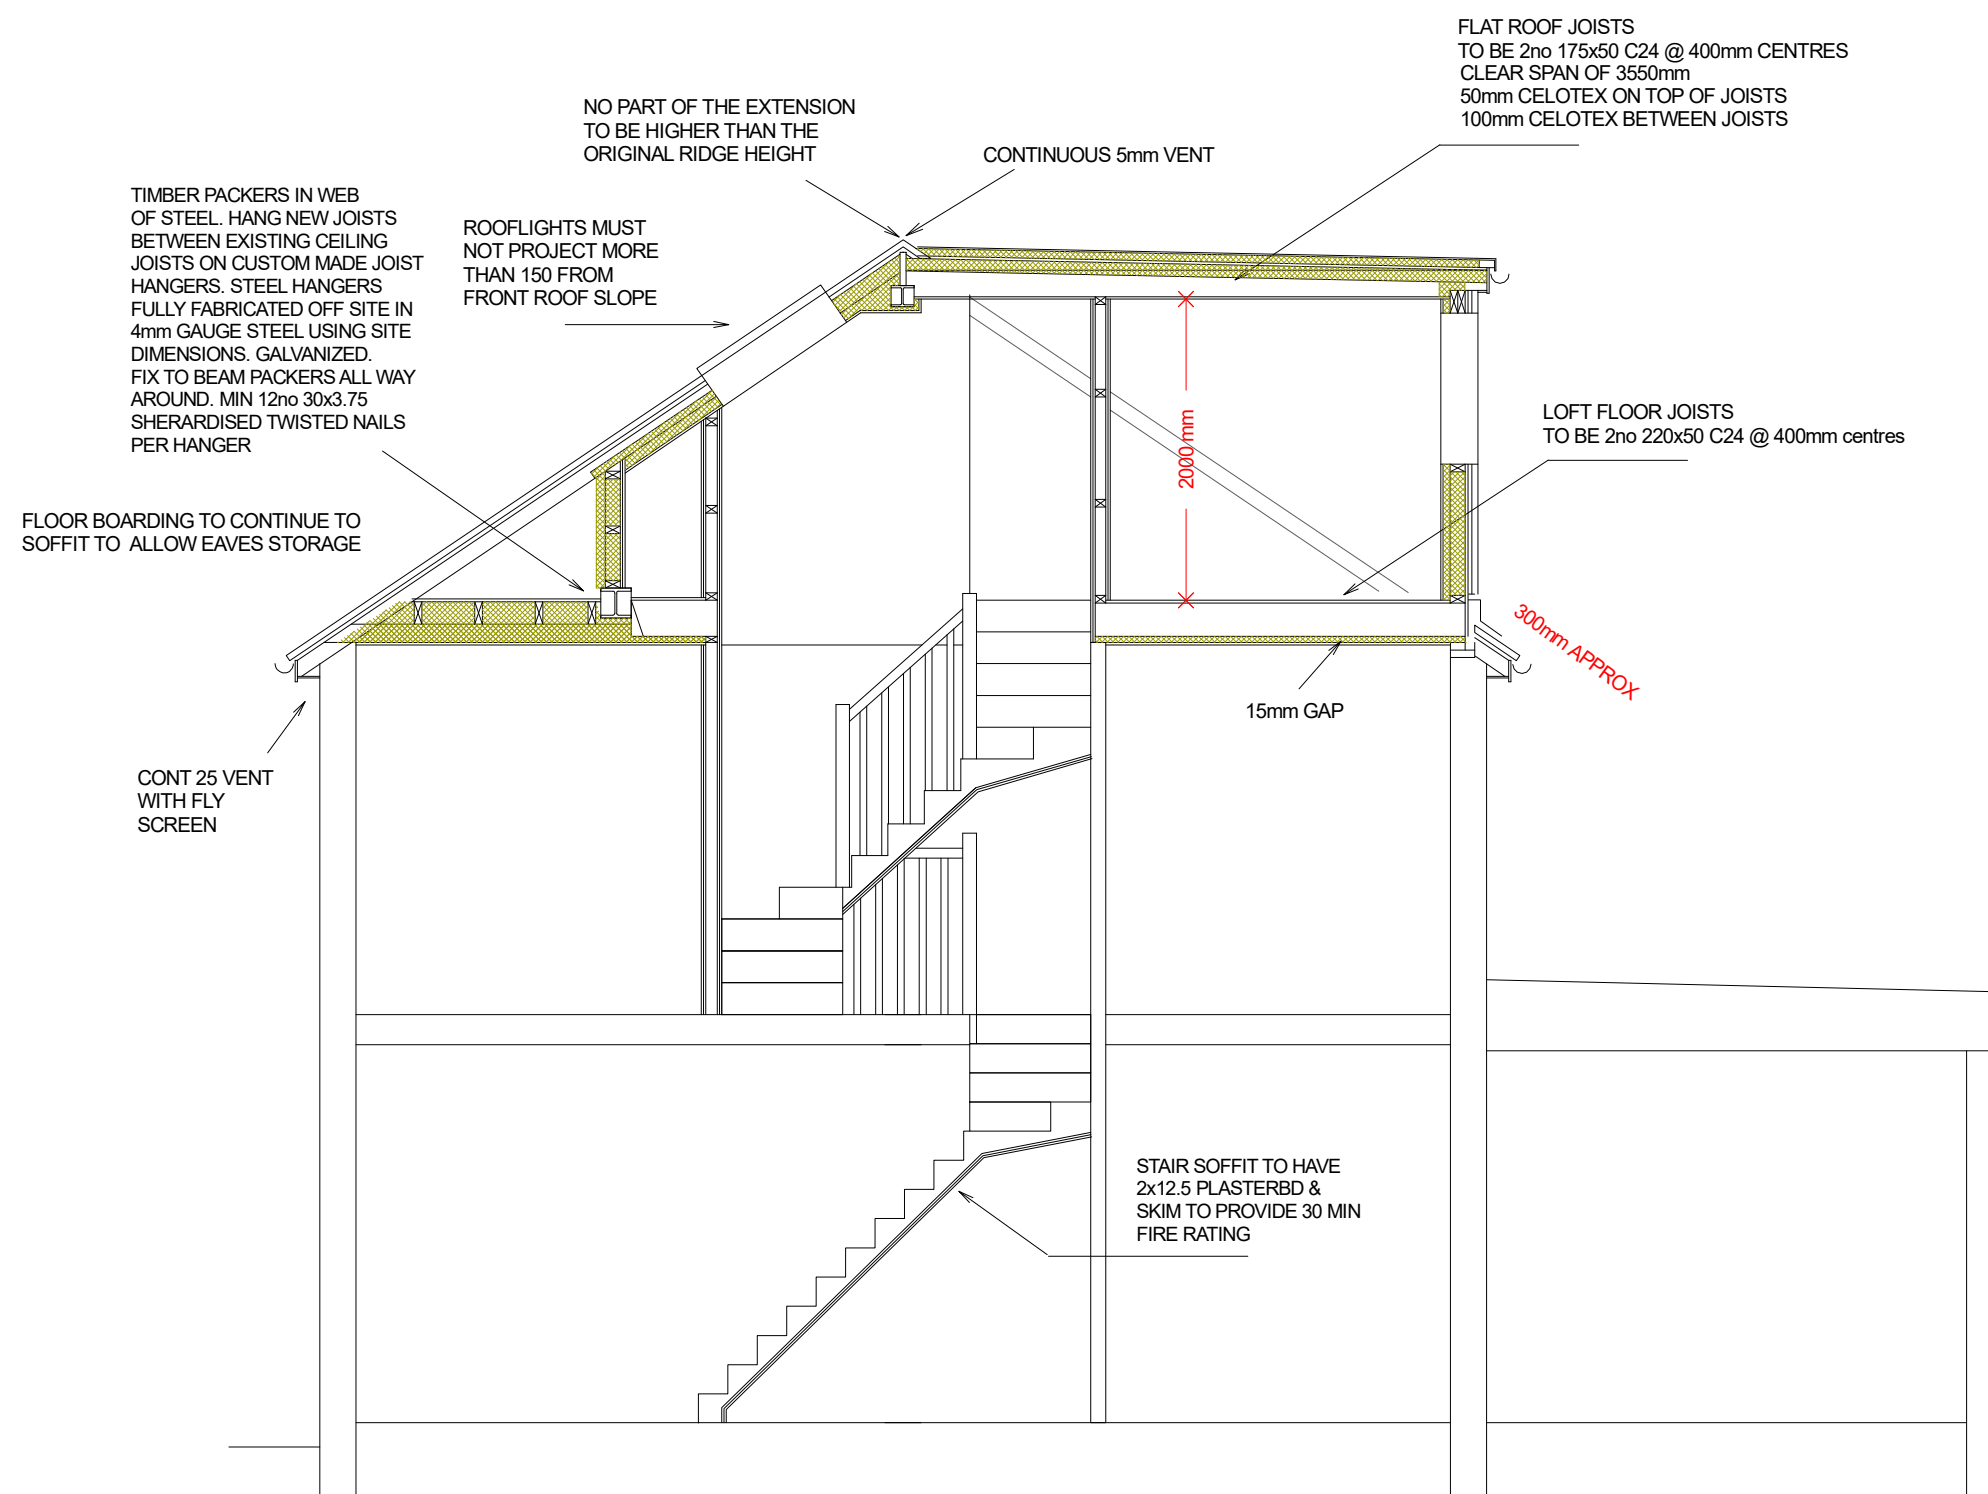 FLAT ROOF JOISTS
TO BE 2no 175x50 C24 @ 400mm CENTRES
CLEAR SPAN OF 3550mm
50mm CELOTEX ON TOP OF JOISTS
100mm CELOTEX BETWEEN JOISTS
NO PART OF THE EXTENSION
TO BE HIGHER THAN THE
ORIGINAL RIDGE HEIGHT
CONTINUOUS 5mm VENT
TIMBER PACKERS IN WEB
OF STEEL. HANG NEW JOISTS
BETWEEN EXISTING CEILING
JOISTS ON CUSTOM MADE JOIST
HANGERS. STEEL HANGERS
FULLY FABRICATED OFF SITE IN
4mm GAUGE STEEL USING SITE
DIMENSIONS. GALVANIZED.
FIX TO BEAM PACKERS ALL WAY
AROUND. MIN 12no 30x3.75
SHERARDISED TWISTED NAILS
PER HANGER
ROOFLIGHTS MUST
NOT PROJECT MORE
THAN 150 FROM
FRONT ROOF SLOPE
2000mm
LOFT FLOOR JOISTS
TO BE 2no 220x50 C24 @ 400mm centres
FLOOR BOARDING TO CONTINUE TO
SOFFIT TO ALLOW EAVES STORAGE
300mm APPROX
15mm GAP
CONT 25 VENT
WITH FLY
SCREEN
STAIR SOFFIT TO HAVE
2x12.5 PLASTERBD &
SKIM TO PROVIDE 30 MIN
FIRE RATING